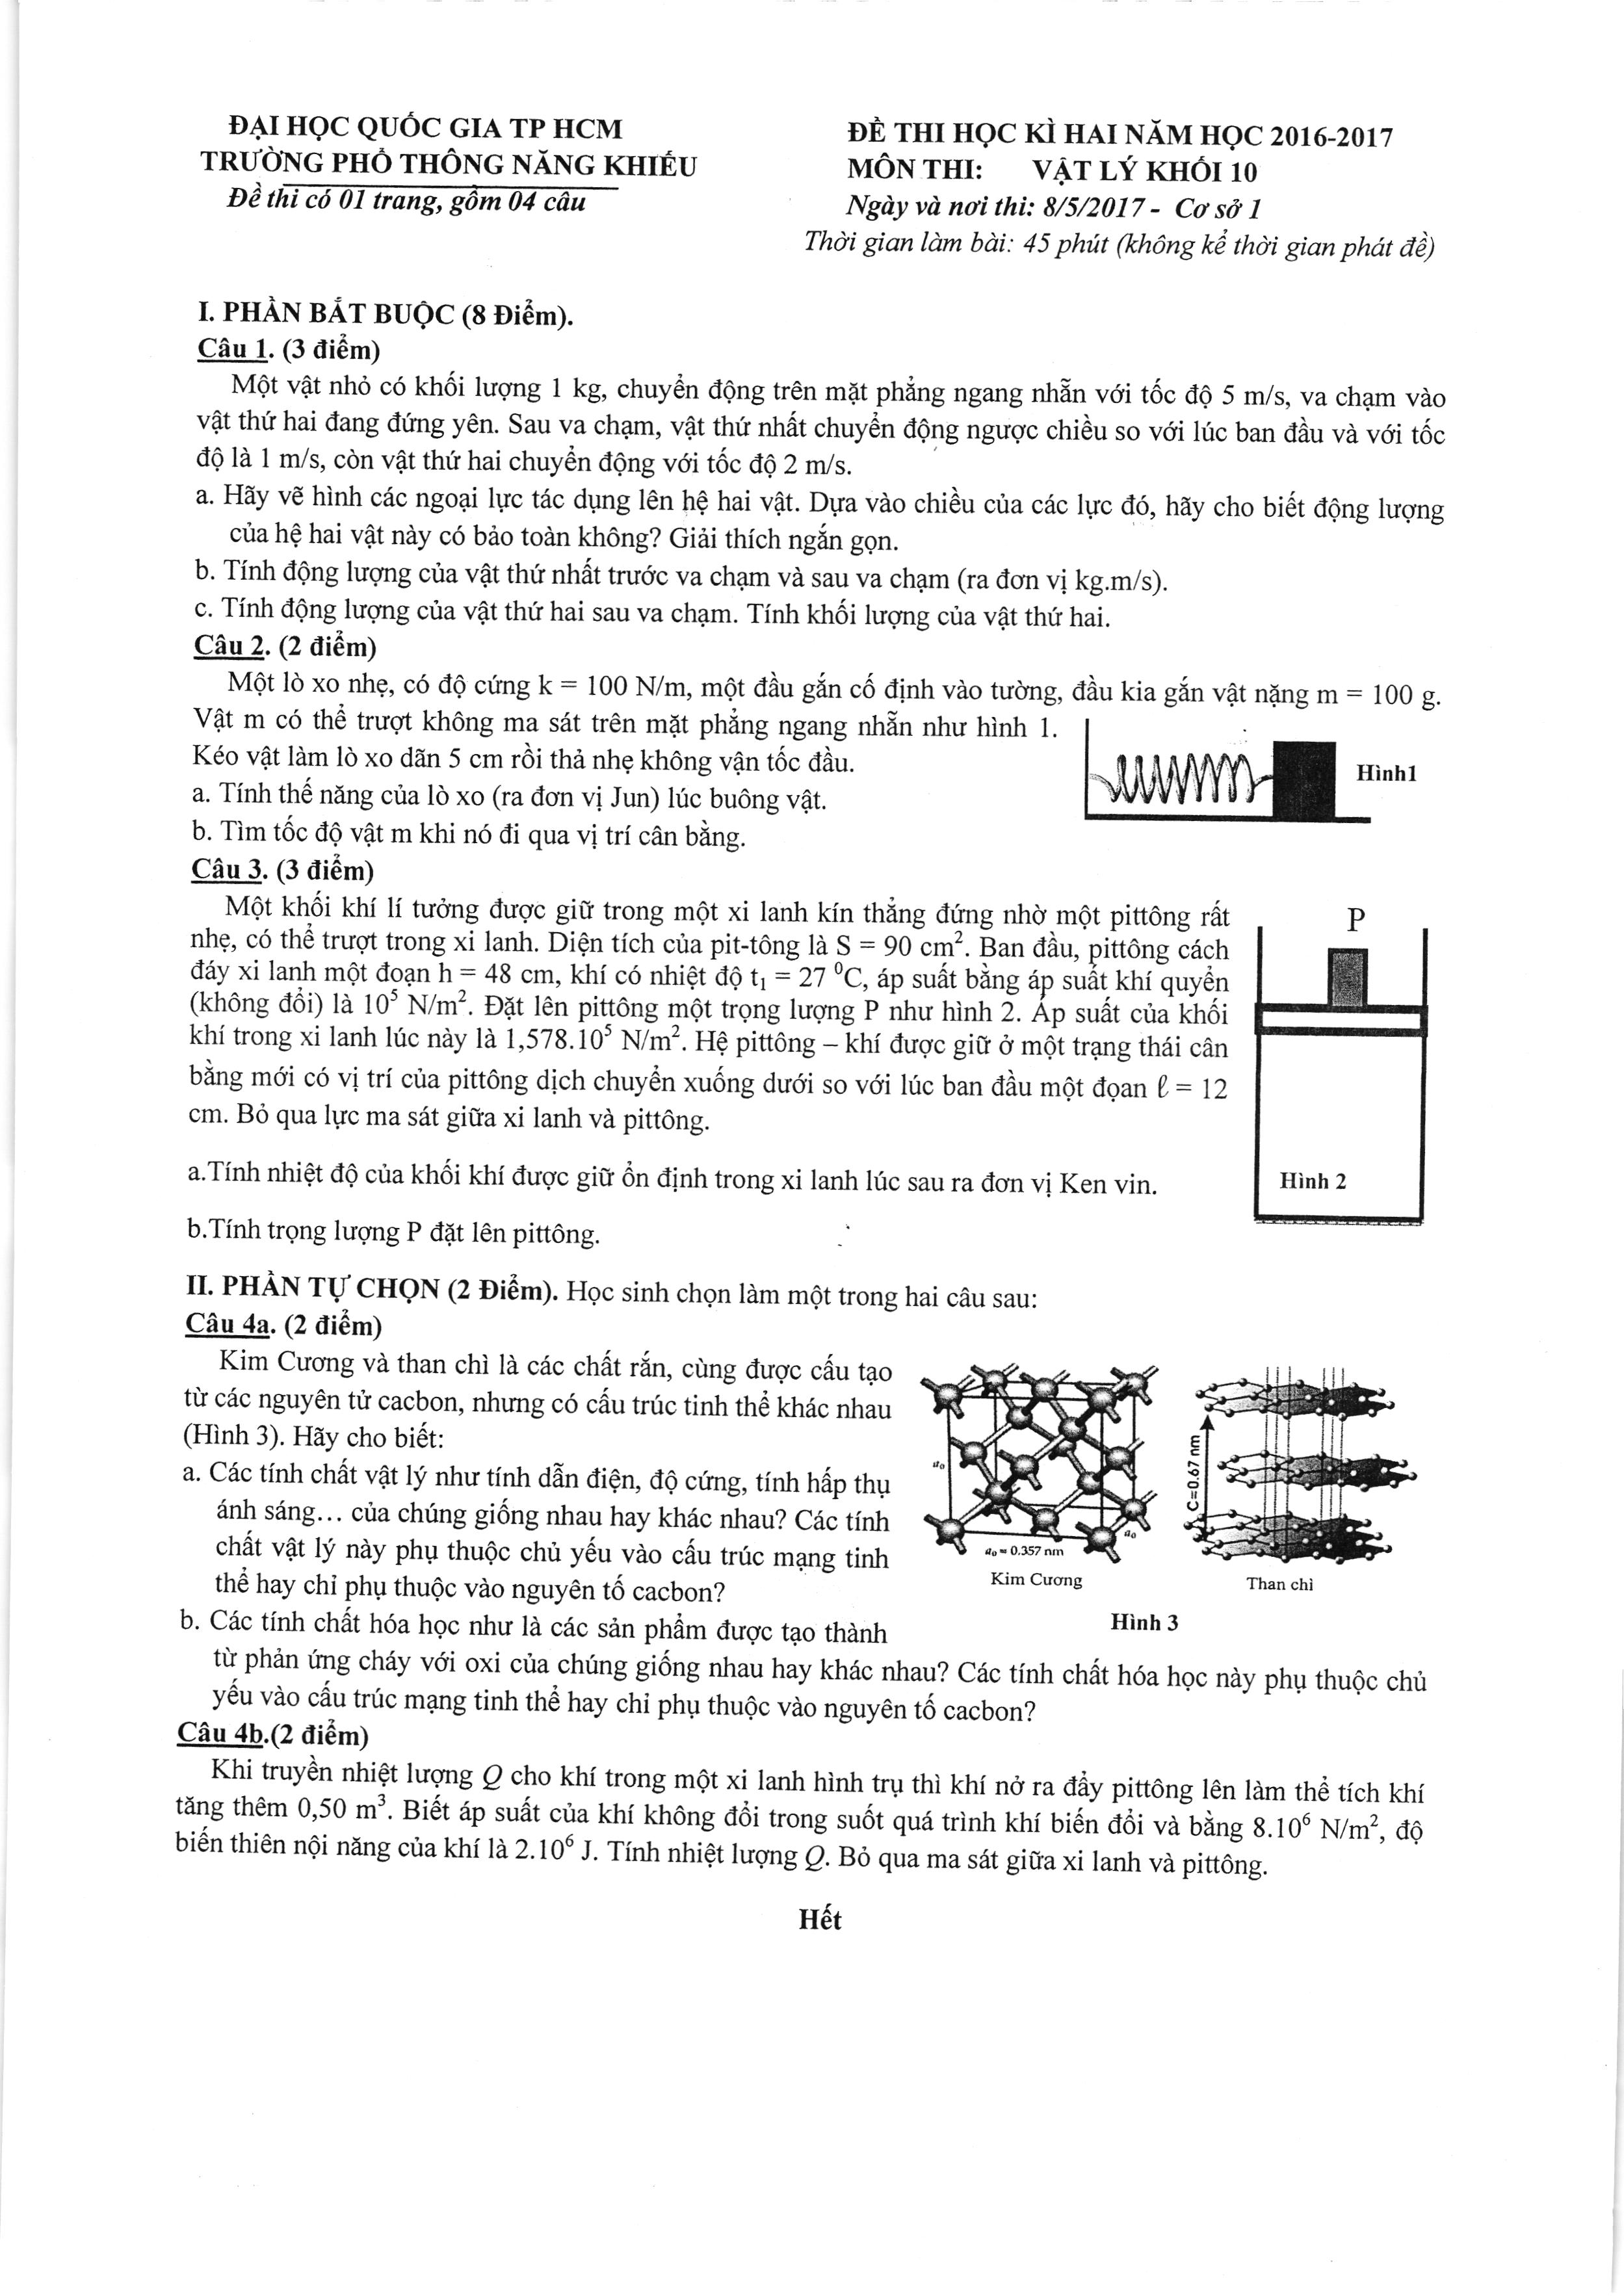 ĐẠI HỌC QUỐC GIA TP HCM
TRƯỜNG PHỔ THÔNG NĂNG KHIẾU
Đề thi có 01 trang, gồm 04 câu
ĐỀ THI HỌC KÌ HAI NĂM HỌC 2016-2017
MÔN THI: VẬT LÝ KHỐI 10
Ngày và nơi thi: 8/5/2017 - Cơ sở 1
Thời gian làm bài: 45 phút (không kể thời gian phát đề)
I. PHẦN BẮT BUỘC (8 Điểm).
Câu 1. (3 điểm)
Một vật nhỏ có khối lượng 1 kg, chuyển động trên mặt phẳng ngang nhẵn với tốc độ 5 m/s, va chạm vào
vật thứ hai đang đứng yên. Sau va chạm, vật thứ nhất chuyển động ngược chiều so với lúc ban đầu và với tốc
độ là 1 m/s, còn vật thứ hai chuyển động với tốc độ 2 m/s.
a. Hãy vẽ hình các ngoại lực tác dụng lên hệ hai vật. Dựa vào chiều của các lực đó, hãy cho biết động lượng
của hệ hai vật này có bảo toàn không? Giải thích ngắn gọn.
b. Tính động lượng của vật thứ nhất trước va chạm và sau va chạm (ra đơn vị kg.m/s).
c. Tính động lượng của vật thứ hai sau va chạm. Tính khối lượng của vật thứ hai.
Câu 2. (2 điểm)
Một lò xo nhẹ, có độ cứng k = 100 N/m, một đầu gắn cố định vào tường, đầu kia gắn vật nặng m = 100 g.
Vật m có thể trượt không ma sát trên mặt phẳng ngang nhẵn như hình 1.
Kéo vật làm lò xo dãn 5 cm rồi thả nhẹ không vận tốc đầu.
a. Tính thế năng của lò xo (ra đơn vị Jun) lúc buông vật.
b. Tìm tốc độ vật m khi nó đi qua vị trí cân bằng.
Hình1
Câu 3. (3 điểm)
Một khối khí lí tưởng được giữ trong một xi lanh kín thẳng đứng nhờ một pittông rất
nhẹ, có thể trượt trong xi lanh. Diện tích của pit-tông là S = 90 cm². Ban đầu, pittông cách
đáy xi lanh một đoạn h = 48 cm, khí có nhiệt độ t₁ = 27 ⁰C, áp suất bằng áp suất khí quyển
(không đổi) là 10⁵ N/m². Đặt lên pittông một trọng lượng P như hình 2. Áp suất của khối
khí trong xi lanh lúc này là 1,578.10⁵ N/m². Hệ pittông – khí được giữ ở một trạng thái cân
bằng mới có vị trí của pittông dịch chuyển xuống dưới so với lúc ban đầu một đọan ℓ = 12
cm. Bỏ qua lực ma sát giữa xi lanh và pittông.
a.Tính nhiệt độ của khối khí được giữ ổn định trong xi lanh lúc sau ra đơn vị Ken vin.
b.Tính trọng lượng P đặt lên pittông.
P
Hình 2
II. PHẦN TỰ CHỌN (2 Điểm). Học sinh chọn làm một trong hai câu sau:
Câu 4a. (2 điểm)
Kim Cương và than chì là các chất rắn, cùng được cấu tạo
từ các nguyên tử cacbon, nhưng có cấu trúc tinh thể khác nhau
(Hình 3). Hãy cho biết:
a. Các tính chất vật lý như tính dẫn điện, độ cứng, tính hấp thụ
ánh sáng... của chúng giống nhau hay khác nhau? Các tính
chất vật lý này phụ thuộc chủ yếu vào cấu trúc mạng tinh
thể hay chỉ phụ thuộc vào nguyên tố cacbon?
b. Các tính chất hóa học như là các sản phẩm được tạo thành
từ phản ứng cháy với oxi của chúng giống nhau hay khác nhau? Các tính chất hóa học này phụ thuộc chủ
yếu vào cấu trúc mạng tinh thể hay chỉ phụ thuộc vào nguyên tố cacbon?
a₀
a₀
a₀ = 0.357 nm
Kim Cương
C=0.67 nm
Than chì
Hình 3
Câu 4b.(2 điểm)
Khi truyền nhiệt lượng Q cho khí trong một xi lanh hình trụ thì khí nở ra đẩy pittông lên làm thể tích khí
tăng thêm 0,50 m³. Biết áp suất của khí không đổi trong suốt quá trình khí biến đổi và bằng 8.10⁶ N/m², độ
biến thiên nội năng của khí là 2.10⁶ J. Tính nhiệt lượng Q. Bỏ qua ma sát giữa xi lanh và pittông.
Hết